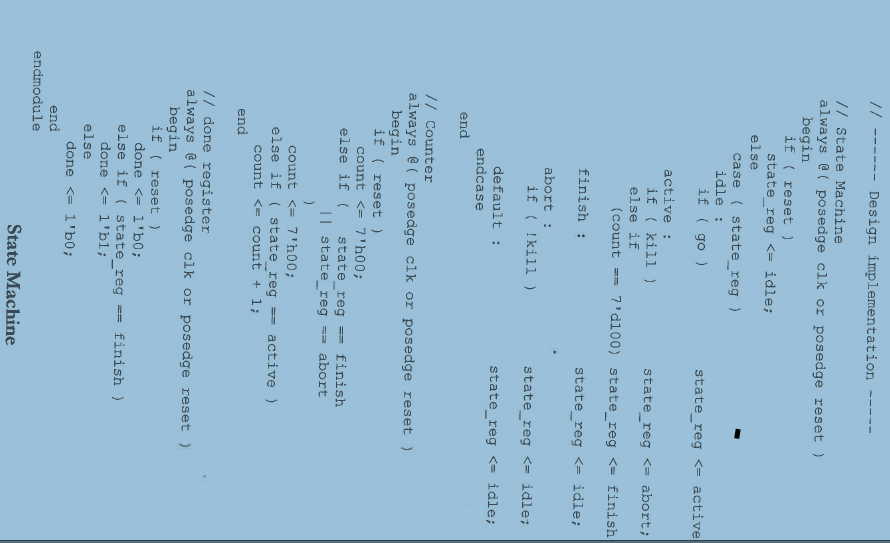 // ------ Design implementation -----
// State Machine
always @( posedge clk or posedge reset )
begin
if ( reset )
state_reg <= idle;
else
case ( state_reg )
idle :
if ( go ) state_reg <= active
active :
if ( kill ) state_reg <= abort;
else if
(count == 7'd100) state_reg <= finish
finish : state_reg <= idle;
abort :
if ( !kill ) state_reg <= idle;
default : state_reg <= idle;
endcase
end
// Counter
always @( posedge clk or posedge reset )
begin
if ( reset )
count <= 7'h00;
else if ( state_reg == finish
|| state_reg == abort
)
count <= 7'h00;
else if ( state_reg == active )
count <= count + 1;
end
// done register
always @( posedge clk or posedge reset )
begin
if ( reset )
done <= 1'b0;
else if ( state_reg == finish )
done <= 1'b1;
else
done <= 1'b0;
end
endmodule
State Machine